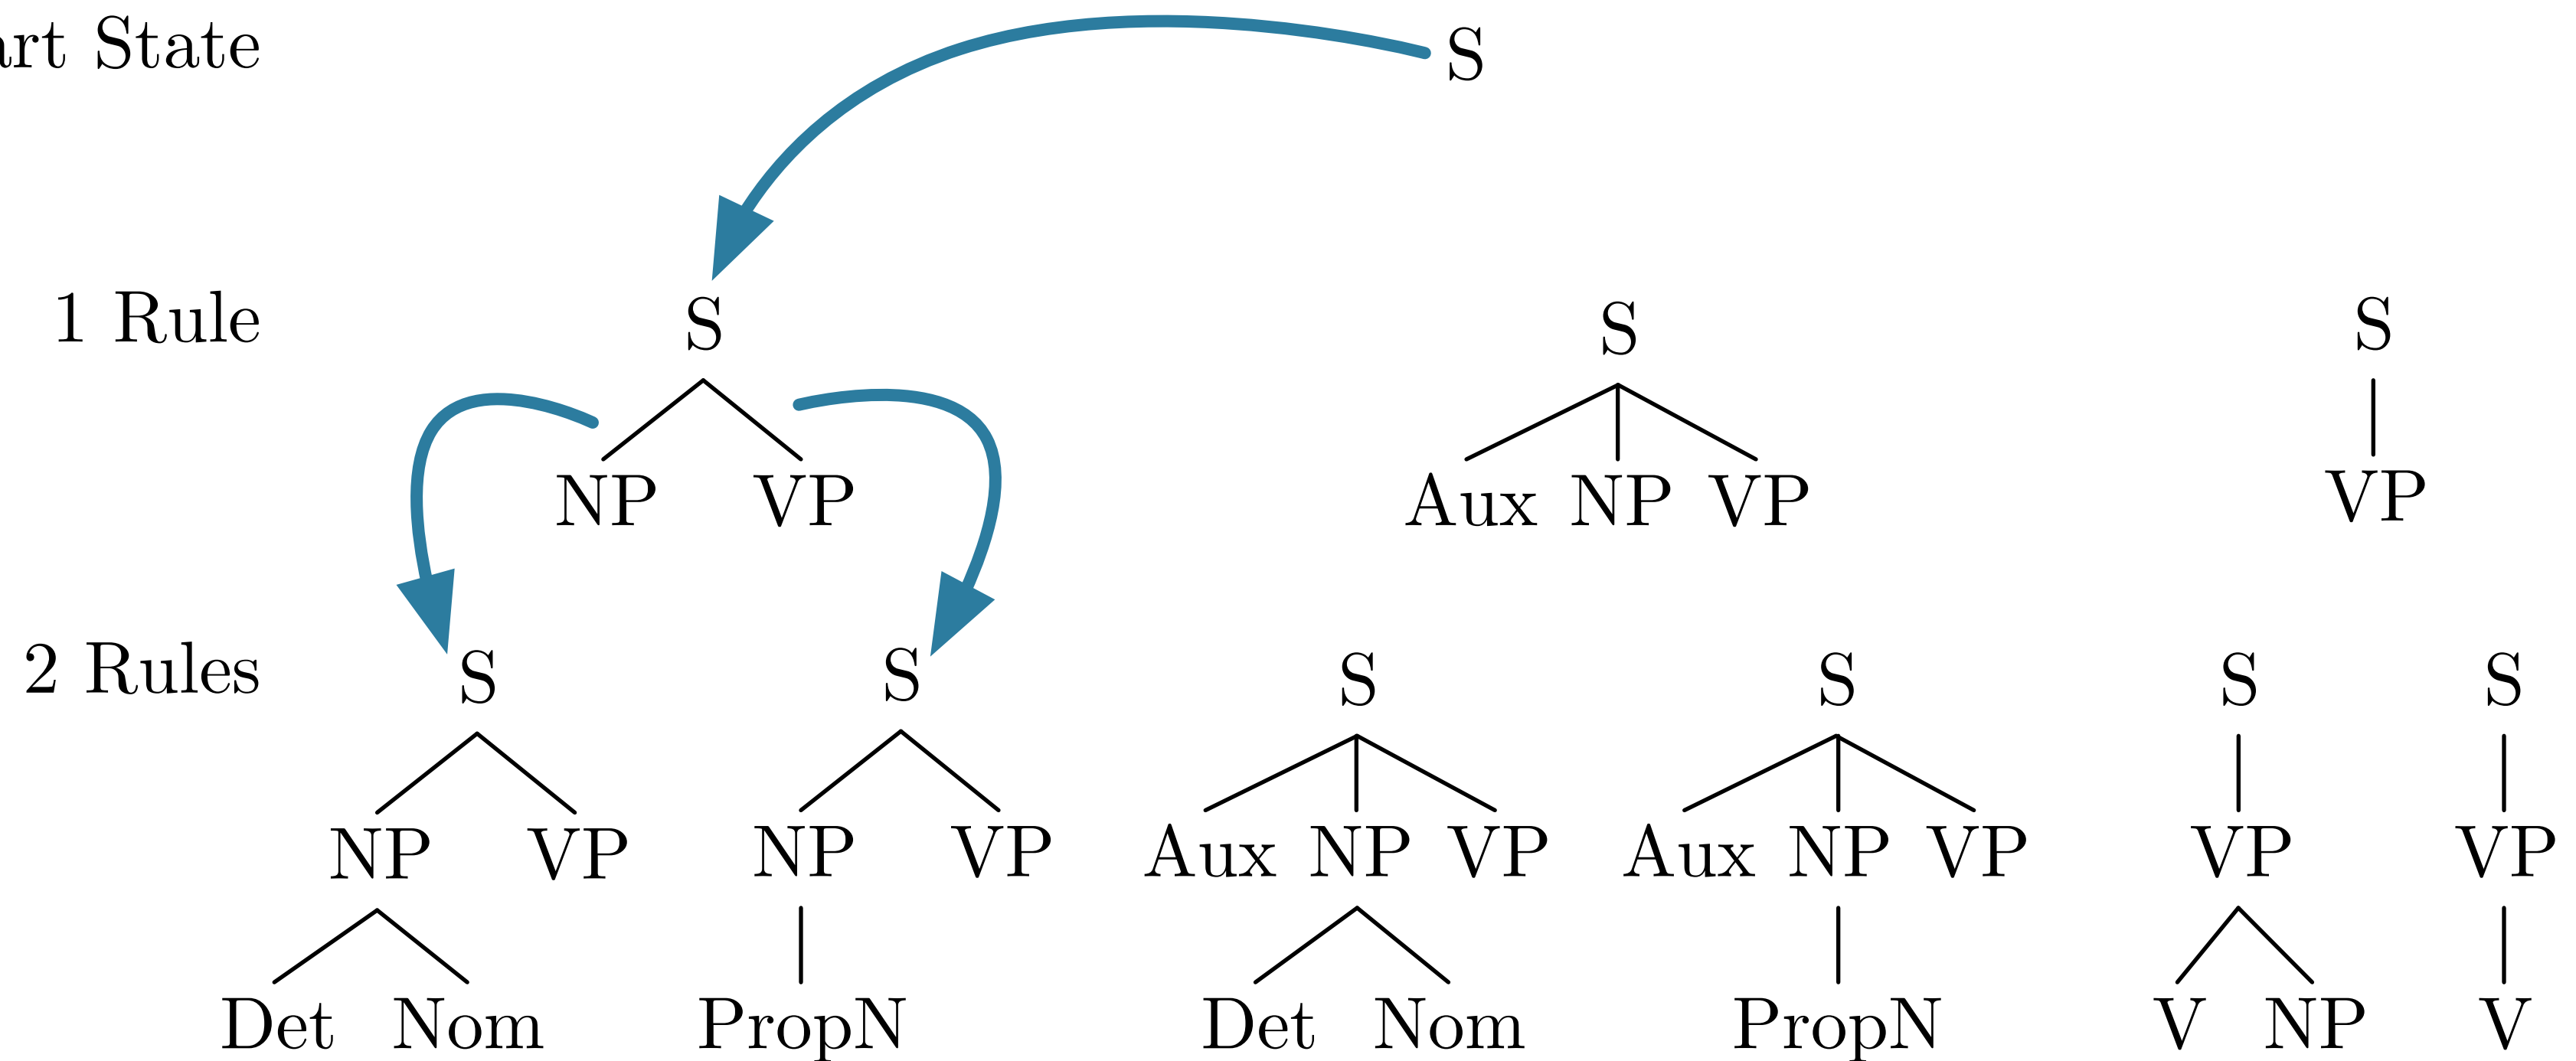 State S
1 Rule S S S
NP VP Aux NP VP VP
2 Rules S S S S S S
NP VP NP VP Aux NP VP Aux NP VP VP VP
Det Nom PropN Det Nom PropN V NP V